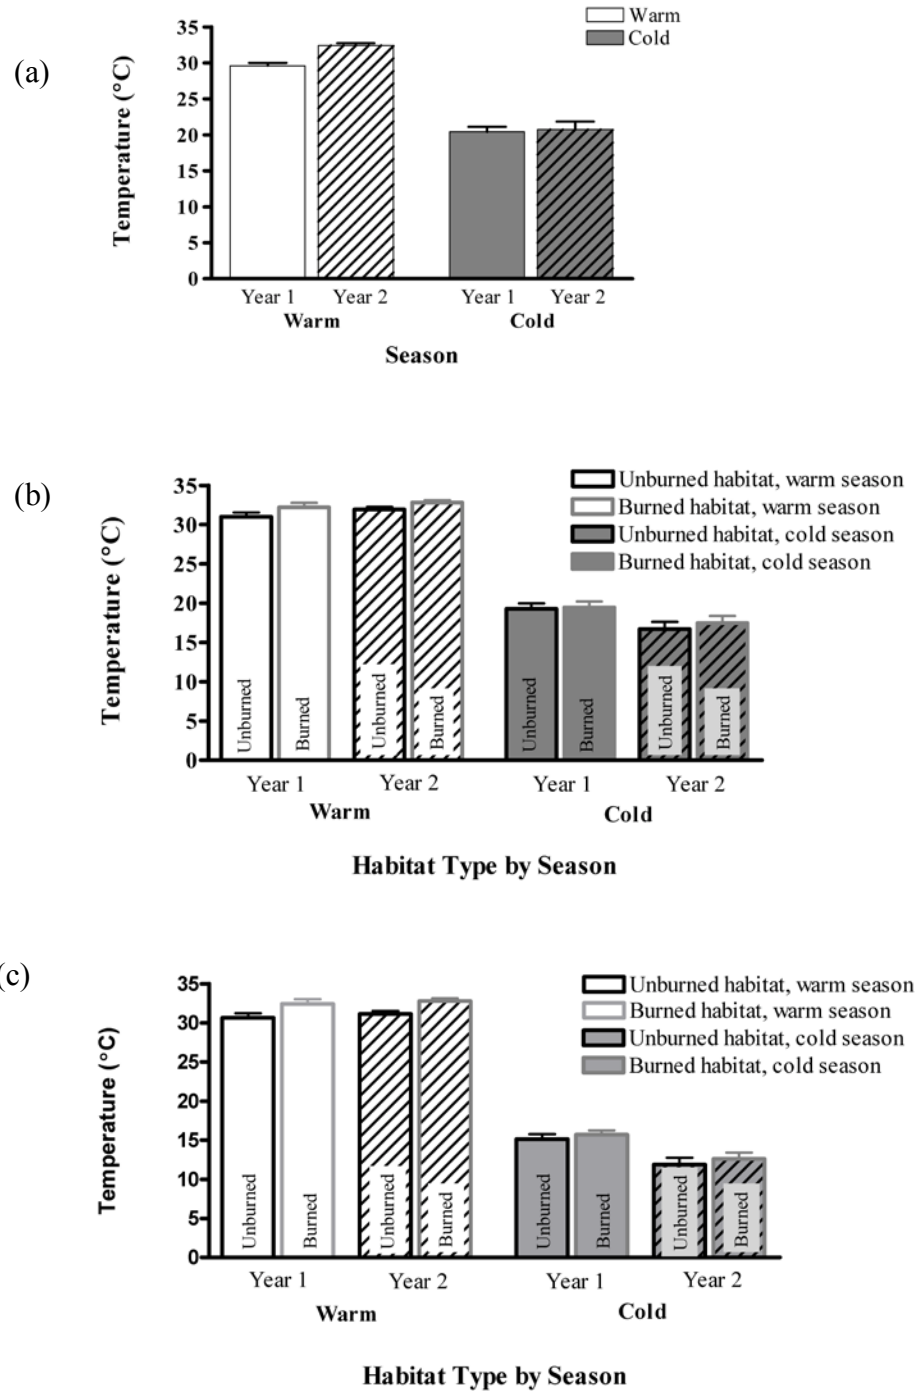 (a)
Warm
Cold
Temperature (°C)
35
30
25
20
15
10
5
0
Year 1 Year 2 Year 1 Year 2
Warm Cold
Season
(b)
Unburned habitat, warm season
Burned habitat, warm season
Unburned habitat, cold season
Burned habitat, cold season
Temperature (°C)
35
30
25
20
15
10
5
0
Unburned Burned Unburned Burned Unburned Burned Unburned Burned
Year 1 Year 2 Year 1 Year 2
Warm Cold
Habitat Type by Season
(c)
Unburned habitat, warm season
Burned habitat, warm season
Unburned habitat, cold season
Burned habitat, cold season
Temperature (°C)
35
30
25
20
15
10
5
0
Unburned Burned Unburned Burned Unburned Burned Unburned Burned
Year 1 Year 2 Year 1 Year 2
Warm Cold
Habitat Type by Season